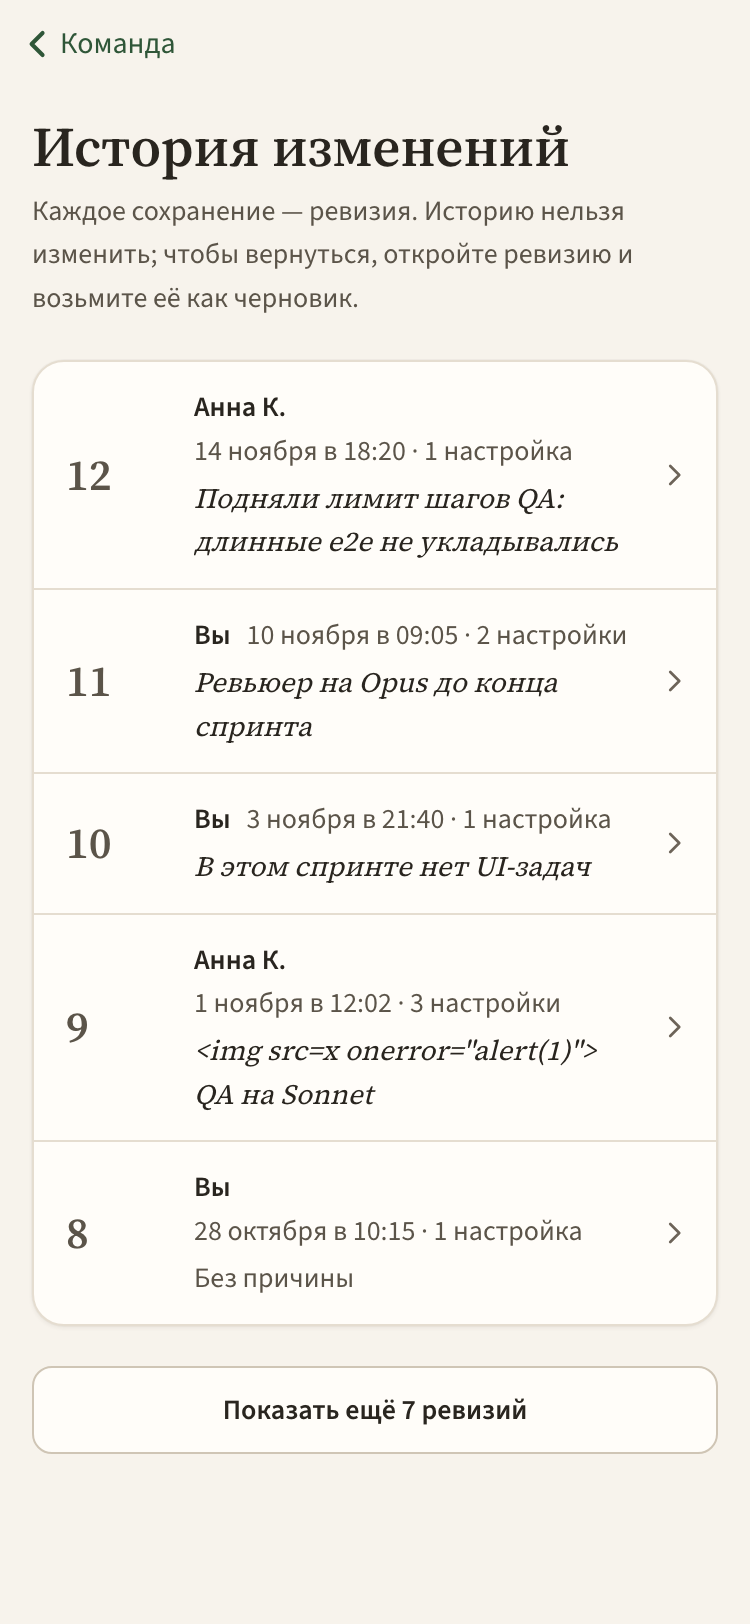 Команда
История изменений
Каждое сохранение — ревизия. Историю нельзя
изменить; чтобы вернуться, откройте ревизию и
возьмите её как черновик.
12
Анна К.
14 ноября в 18:20 · 1 настройка
Подняли лимит шагов QA:
длинные e2e не укладывались
11
Вы 10 ноября в 09:05 · 2 настройки
Ревьюер на Opus до конца
спринта
10
Вы 3 ноября в 21:40 · 1 настройка
В этом спринте нет UI-задач
9
Анна К.
1 ноября в 12:02 · 3 настройки
<img src=x onerror="alert(1)">
QA на Sonnet
8
Вы
28 октября в 10:15 · 1 настройка
Без причины
Показать ещё 7 ревизий